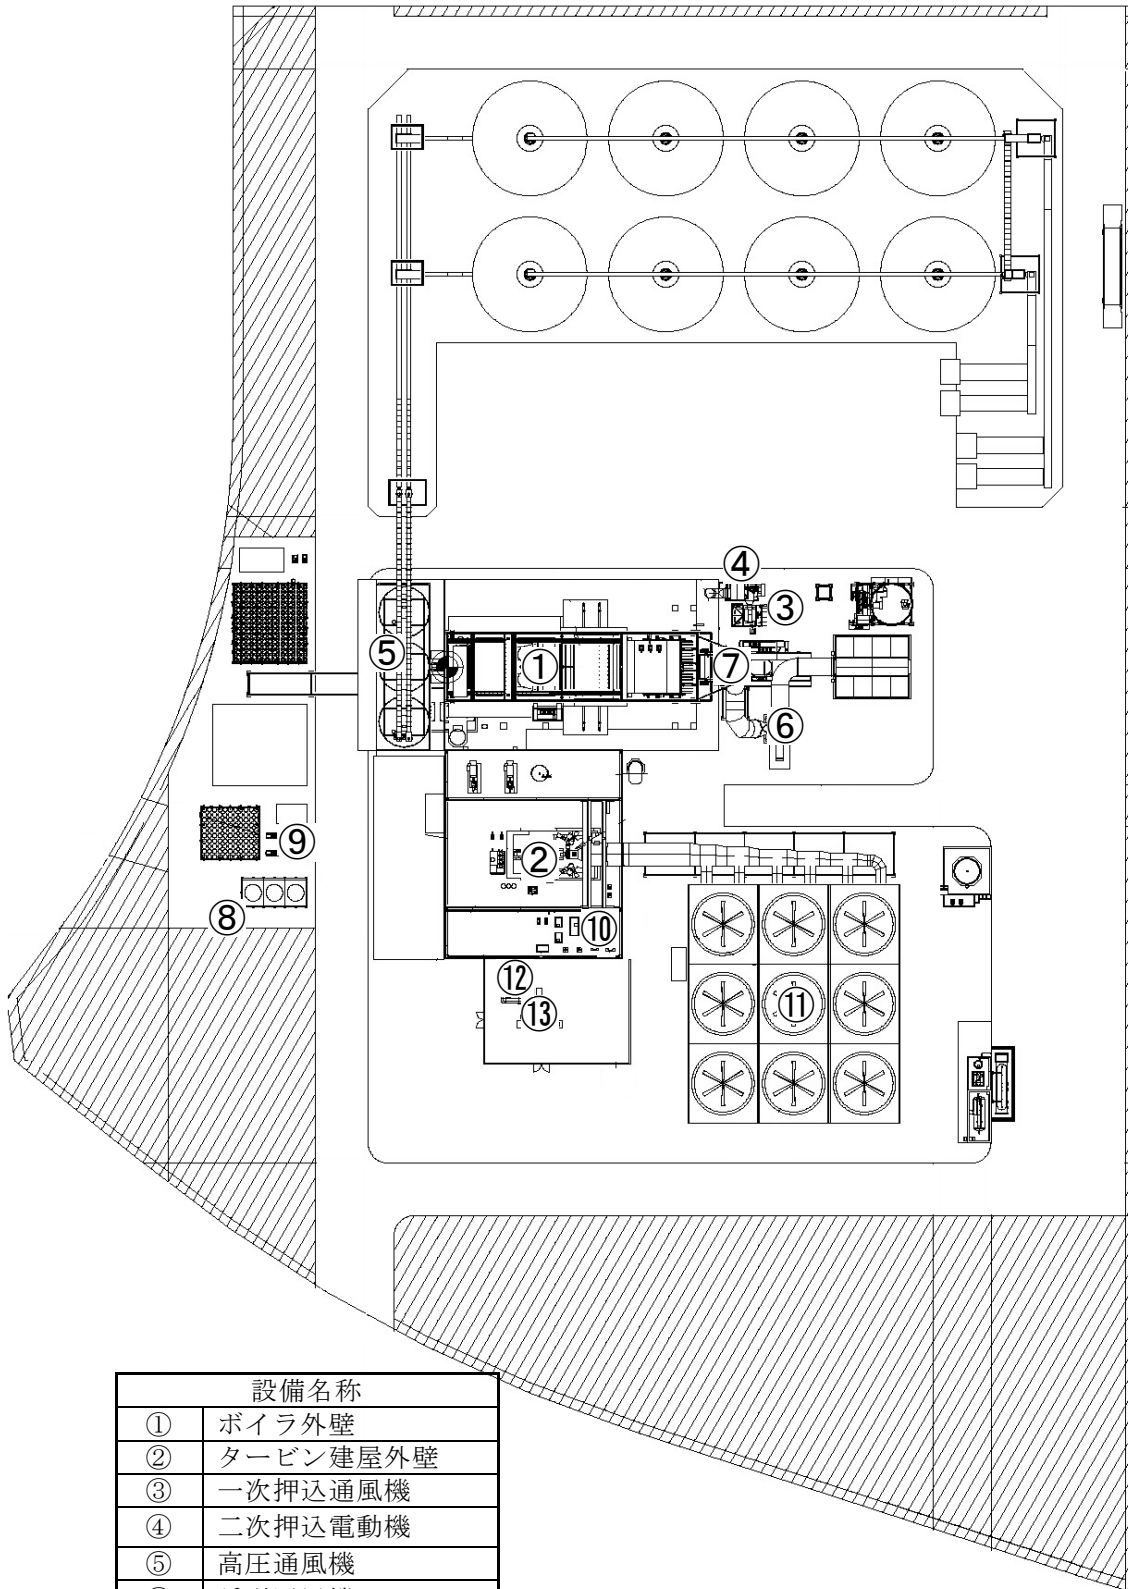 ④
③
⑤
①
⑦
⑥
⑨
②
⑧
⑩
⑫
⑪
⑬
設備名称
① ボイラ外壁
② タービン建屋外壁
③ 一次押込通風機
④ 二次押込電動機
⑤ 高圧通風機